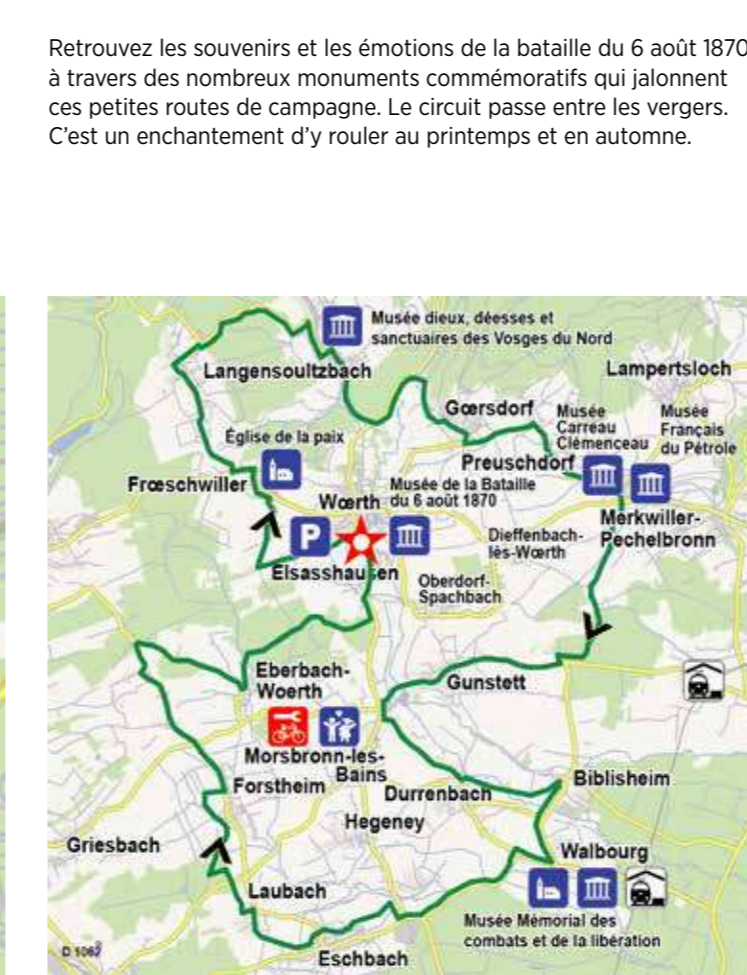 Retrouvez les souvenirs et les émotions de la bataille du 6 août 1870
à travers des nombreux monuments commémoratifs qui jalonnent
ces petites routes de campagne. Le circuit passe entre les vergers.
C'est un enchantement d'y rouler au printemps et en automne.
Musée dieux, déesses et
sanctuaires des Vosges du Nord
Langensoultzbach
Lampertsloch
Gœrsdorf
Musée
Carreau
Clémenceau
Musée
Français
du Pétrole
Église de la paix
Preuschdorf
Frœschwiller
Musée de la Bataille
du 6 août 1870
Wœrth
P
Merkwiller-
Pechelbronn
Dieffenbach-
lès-Wœrth
Elsasshausen
Oberdorf-
Spachbach
Eberbach-
Woerth
Gunstett
Morsbronn-les-
Bains
Forstheim
Durrenbach
Biblisheim
Hegeney
Griesbach
Walbourg
Laubach
Musée Mémorial des
combats et de la libération
Eschbach